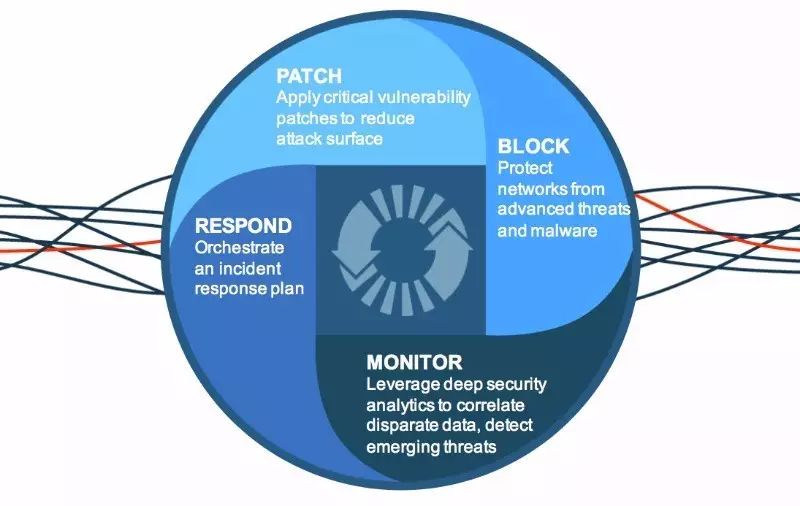 PATCH
Apply critical vulnerability
patches to reduce
attack surface
BLOCK
Protect
networks from
advanced threats
and malware
RESPOND
Orchestrate
an incident
response plan
MONITOR
Leverage deep security
analytics to correlate
disparate data, detect
emerging threats